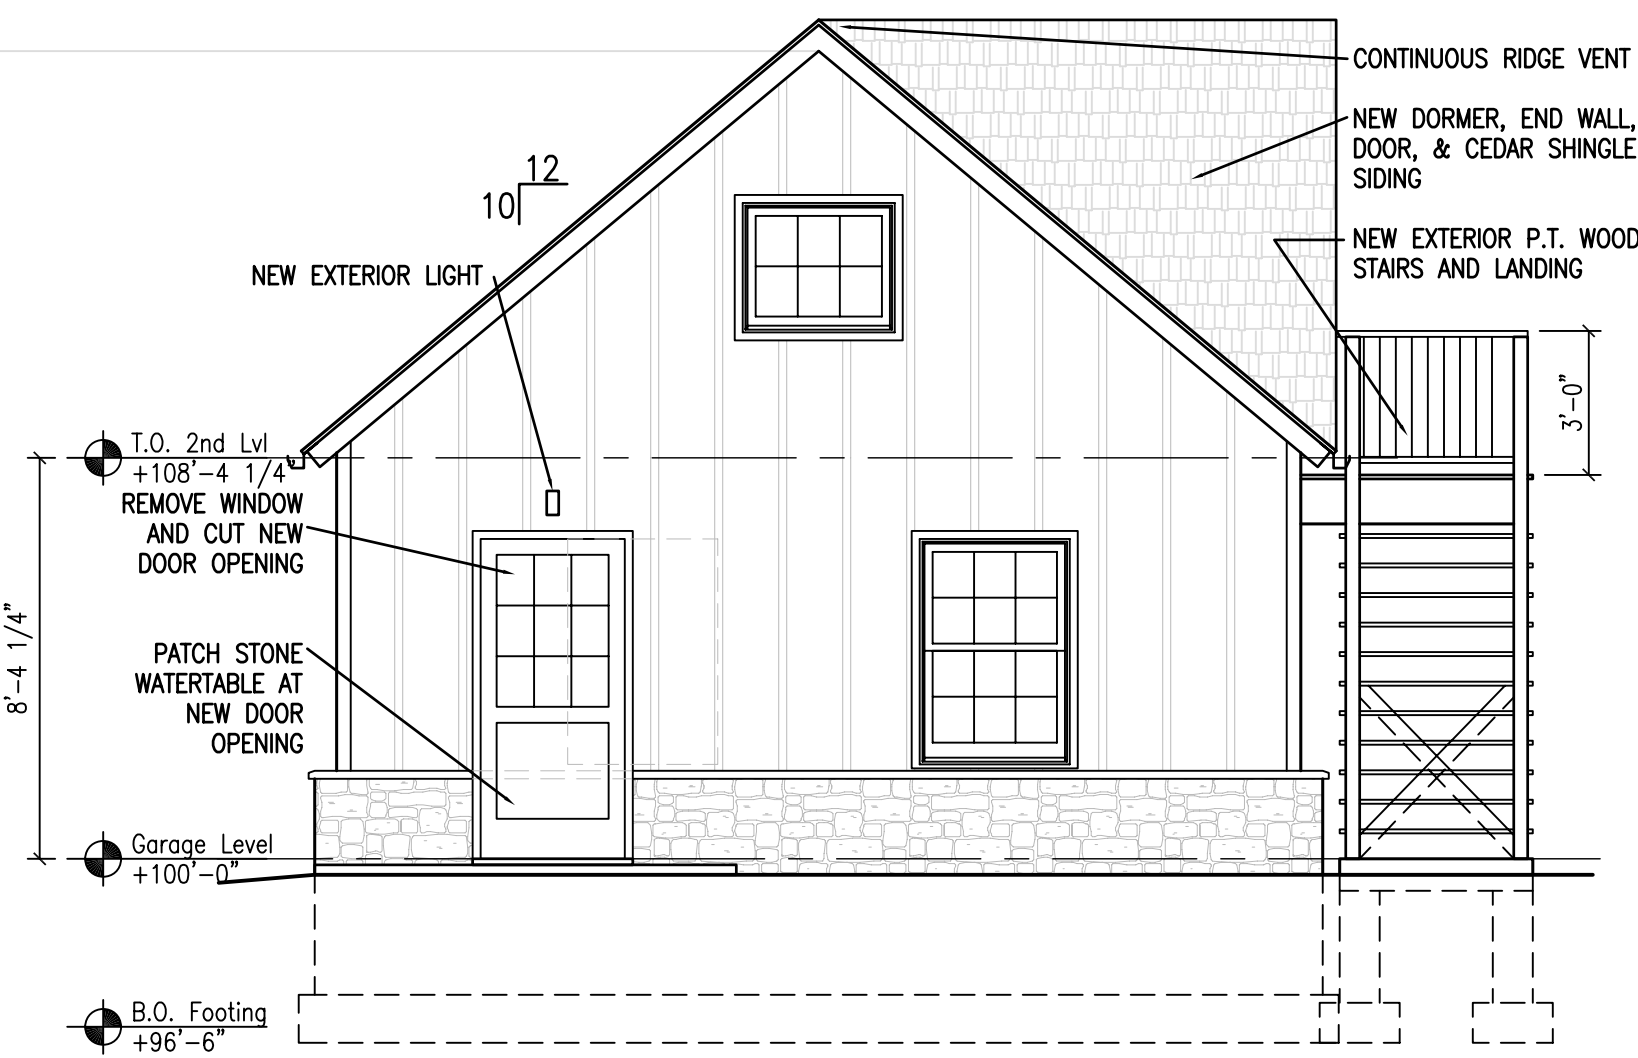 CONTINUOUS RIDGE VENT
NEW DORMER, END WALL,
DOOR, & CEDAR SHINGLE
SIDING
12
10
NEW EXTERIOR P.T. WOOD
STAIRS AND LANDING
NEW EXTERIOR LIGHT
3'-0"
T.O. 2nd Lvl
+108'-4 1/4"
REMOVE WINDOW
AND CUT NEW
DOOR OPENING
8'-4 1/4"
PATCH STONE
WATERTABLE AT
NEW DOOR
OPENING
Garage Level
+100'-0"
B.O. Footing
+96'-6"